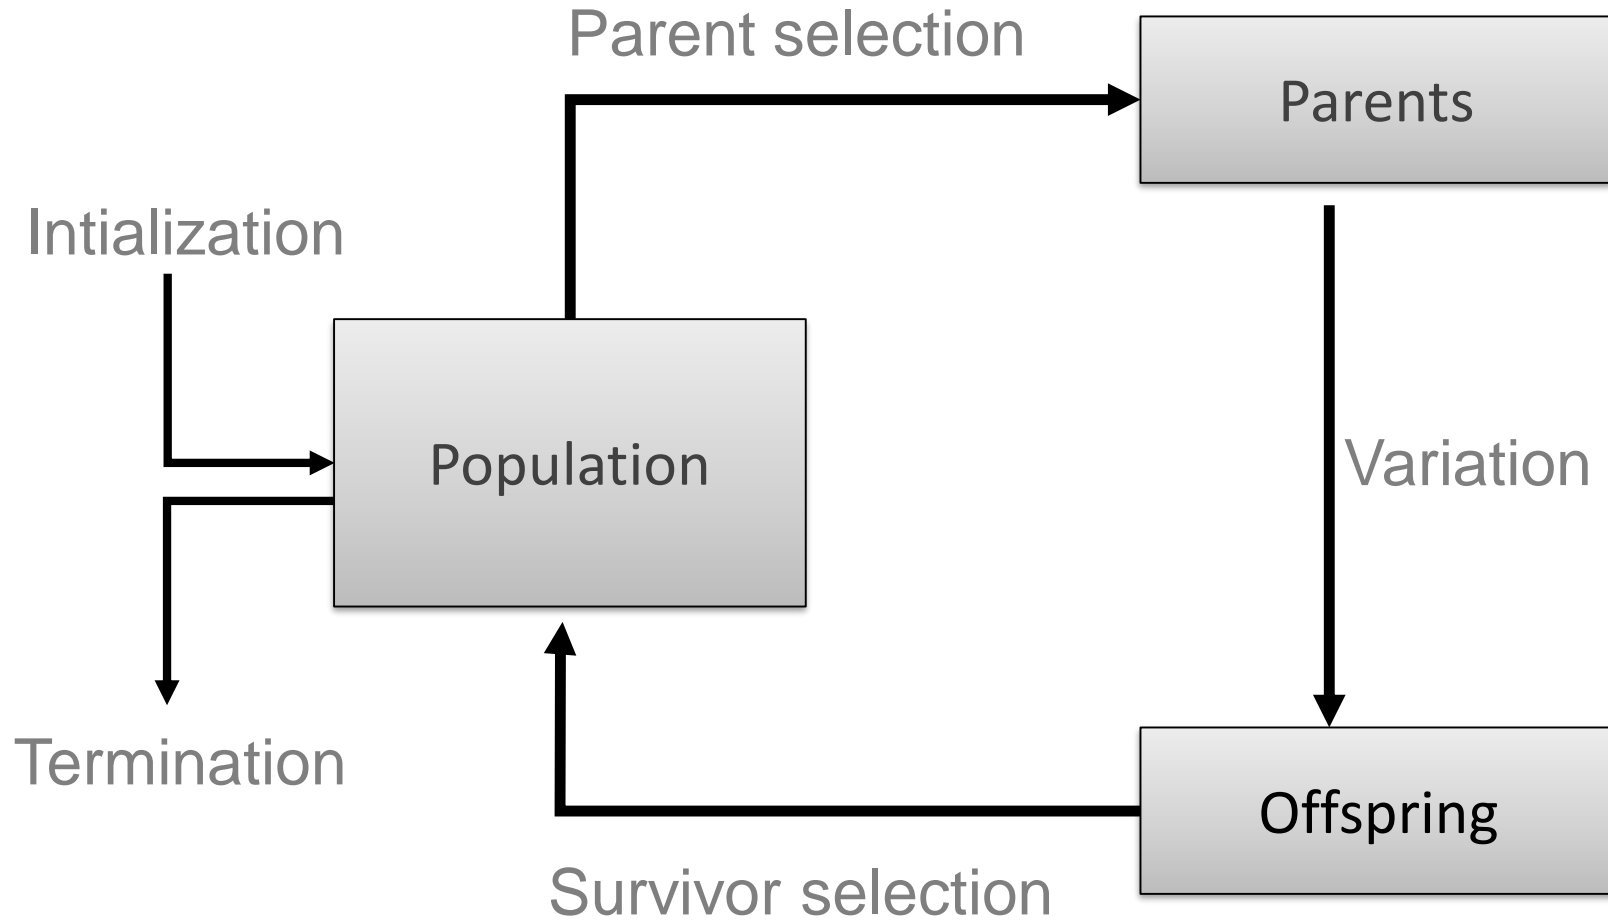 Parent selection
Parents
Intialization
Population
Variation
Termination
Offspring
Survivor selection